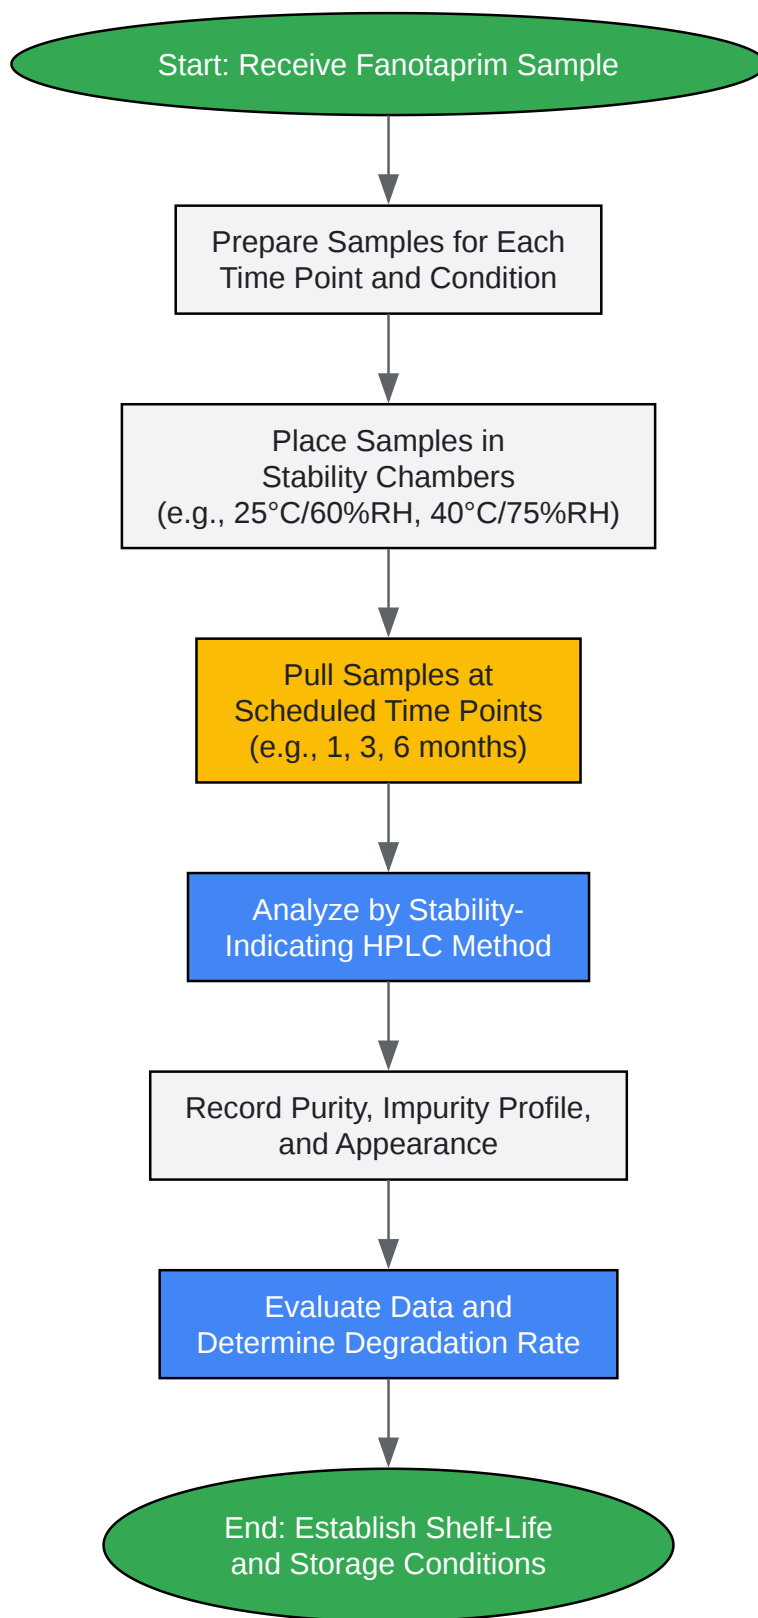 Start: Receive Fanotaprim Sample
Prepare Samples for Each
Time Point and Condition
Place Samples in
Stability Chambers
(e.g., 25°C/60%RH, 40°C/75%RH)
Pull Samples at
Scheduled Time Points
(e.g., 1, 3, 6 months)
Analyze by Stability-
Indicating HPLC Method
Record Purity, Impurity Profile,
and Appearance
Evaluate Data and
Determine Degradation Rate
End: Establish Shelf-Life
and Storage Conditions